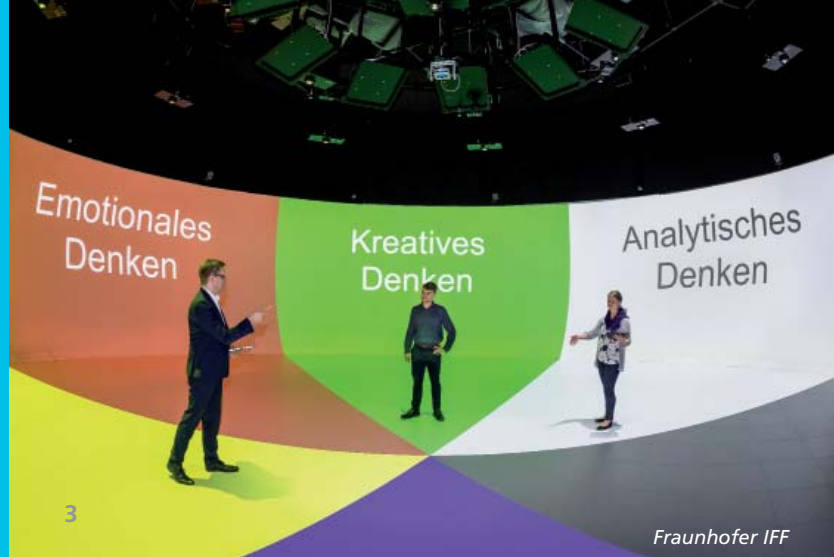 Emotionales
Denken
Kreatives
Denken
Analytisches
Denken
3
Fraunhofer IFF